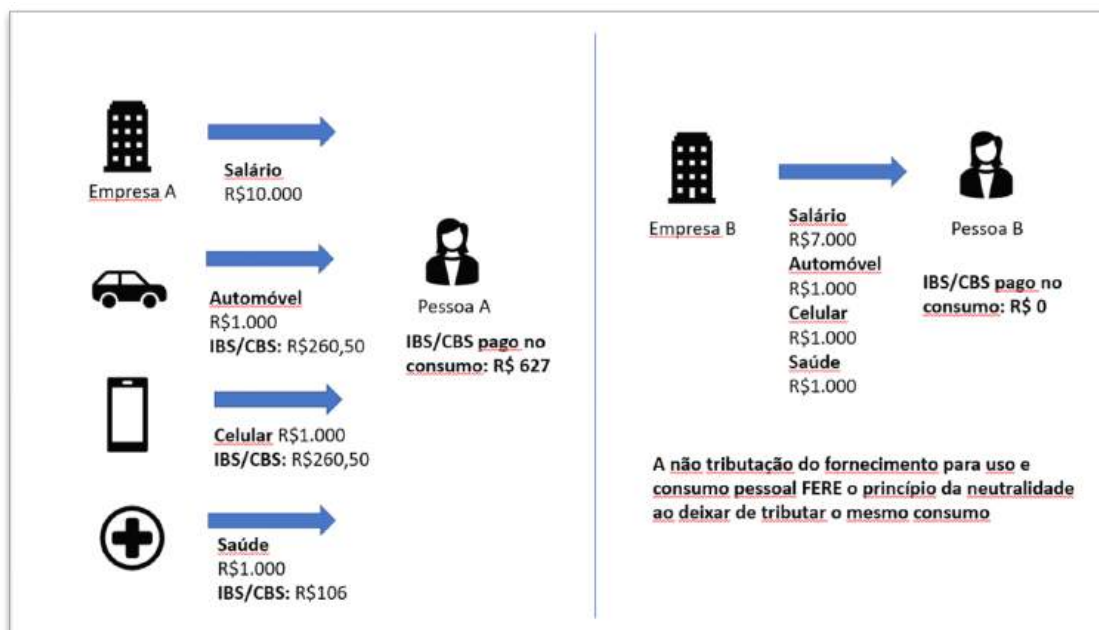 Empresa A
Salário
R$10.000
Automóvel
R$1.000
IBS/CBS: R$260,50
Celular R$1.000
IBS/CBS: R$260,50
Saúde
R$1.000
IBS/CBS: R$106
Pessoa A
IBS/CBS pago no
consumo: R$ 627
Empresa B
Salário
R$7.000
Automóvel
R$1.000
Celular
R$1.000
Saúde
R$1.000
Pessoa B
IBS/CBS pago no
consumo: R$ 0
A não tributação do fornecimento para uso e
consumo pessoal FERE o princípio da neutralidade
ao deixar de tributar o mesmo consumo